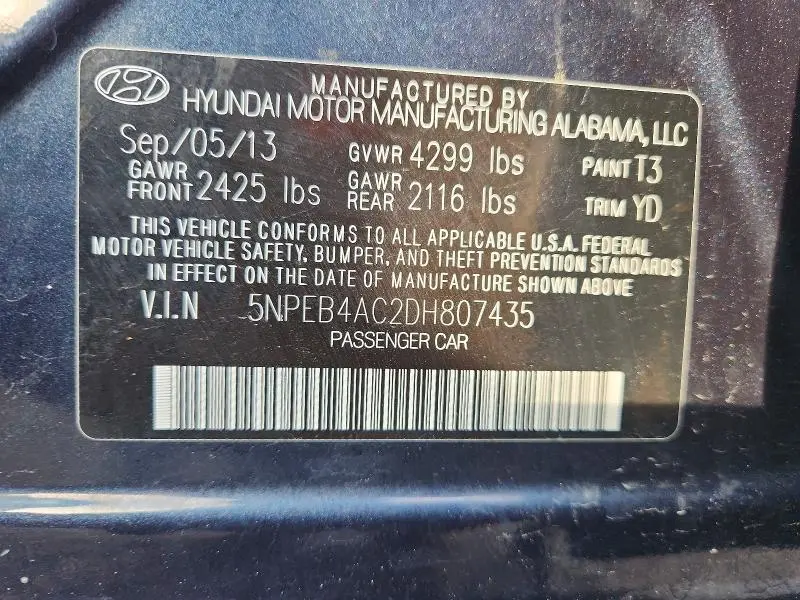 MANUFACTURED BY
HYUNDAI MOTOR MANUFACTURING ALABAMA, LLC
Sep/05/13 GVWR 4299 lbs PAINT T3
GAWR FRONT 2425 lbs GAWR REAR 2116 lbs TRIM YD
THIS VEHICLE CONFORMS TO ALL APPLICABLE U.S.A. FEDERAL
MOTOR VEHICLE SAFETY, BUMPER, AND THEFT PREVENTION STANDARDS
IN EFFECT ON THE DATE OF MANUFACTURE SHOWN ABOVE
V.I.N 5NPEB4AC2DH807435
PASSENGER CAR